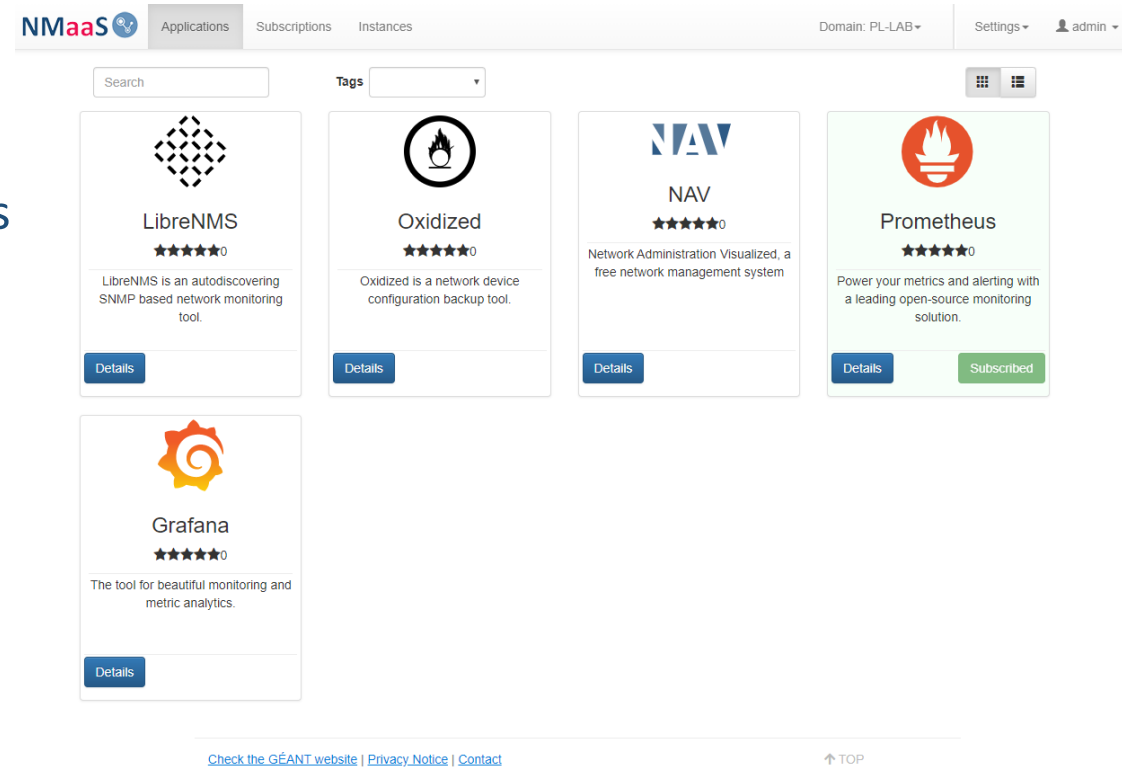 NMaaS Applications Subscriptions Instances Domain: PL-LAB Settings admin
Search Tags
LibreNMS
0
LibreNMS is an autodiscovering
SNMP based network monitoring
tool.
Details
Oxidized
0
Oxidized is a network device
configuration backup tool.
Details
NAV
NAV
0
Network Administration Visualized, a
free network management system
Details
Prometheus
0
Power your metrics and alerting with
a leading open-source monitoring
solution.
Details Subscribed
Grafana
0
The tool for beautiful monitoring and
metric analytics.
Details
s
Check the GÉANT website | Privacy Notice | Contact TOP